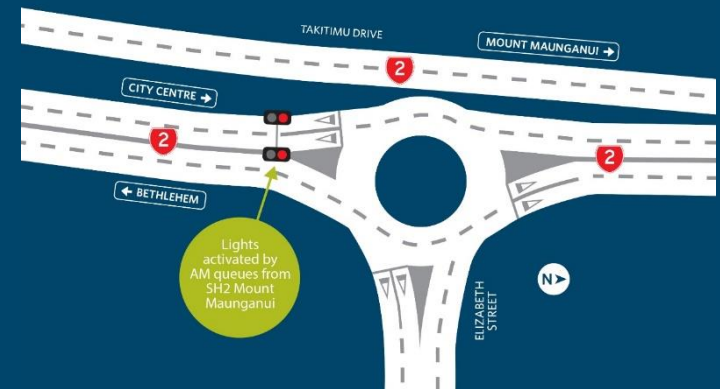 TAKITIMU DRIVE
MOUNT MAUNGANUI →
2
CITY CENTRE →
2
2
← BETHLEHEM
Lights
activated by
AM queues from
SH2 Mount
Maunganui
N
ELIZABETH
STREET